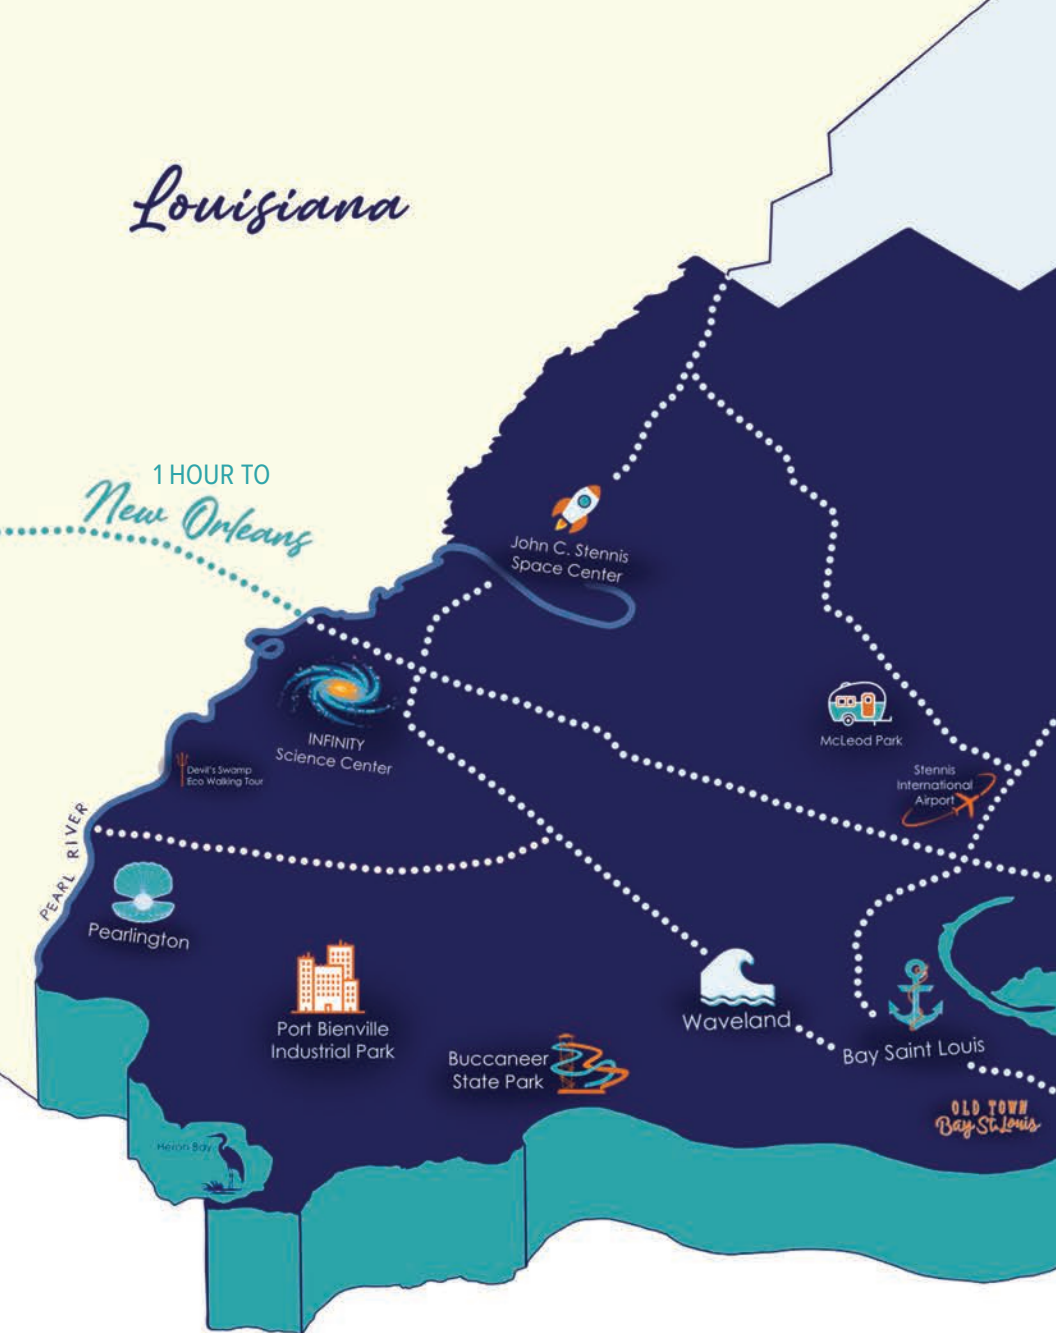 Louisiana
1 HOUR TO
New Orleans
John C. Stennis
Space Center
INFINITY
Science Center
McLeod Park
Stennis
International
Airport
Devil's Swamp
Eco Walking Tour
PEARL RIVER
Pearlington
Port Bienville
Industrial Park
Buccaneer
State Park
Waveland
Bay Saint Louis
OLD TOWN
Bay St. Louis
Heron Bay